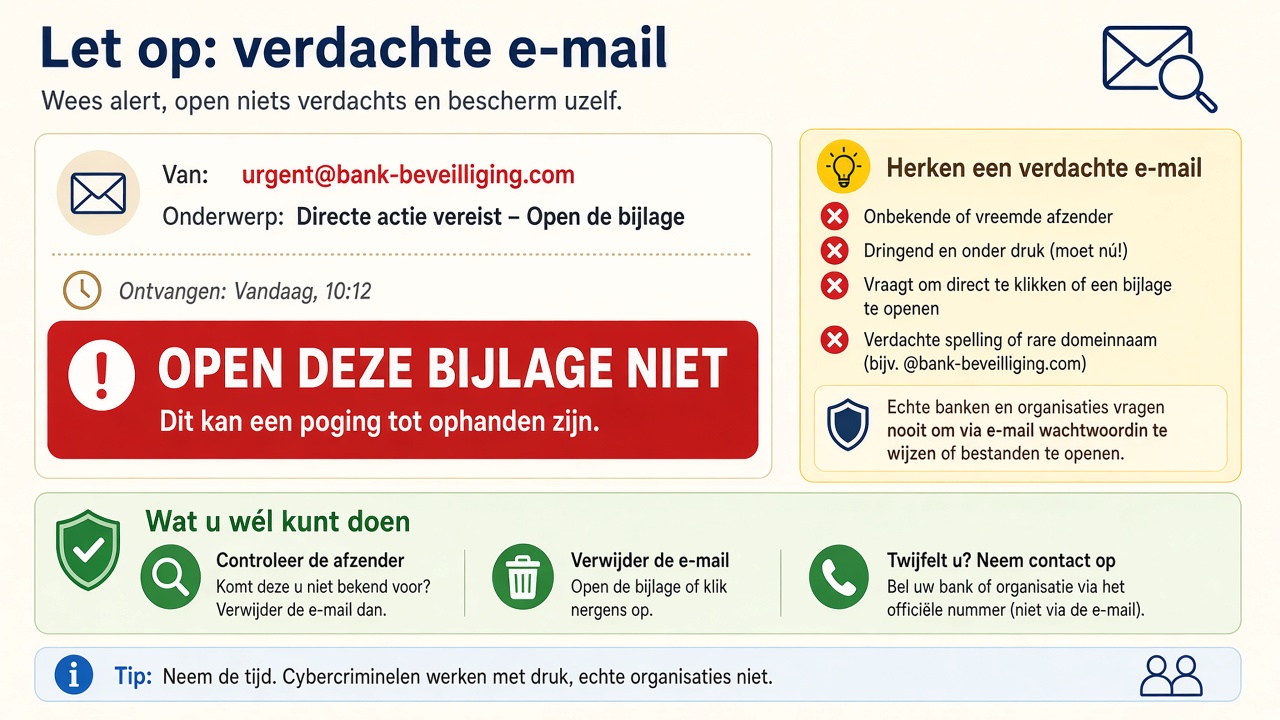 Let op: verdachte e-mail
Wees alert, open niets verdachts en bescherm uzelf.
Van: urgent@bank-beveilliging.com
Onderwerp: Directe actie vereist – Open de bijlage
Ontvangen: Vandaag, 10:12
OPEN DEZE BIJLAGE NIET
Dit kan een poging tot ophanden zijn.
Herken een verdachte e-mail
Onbekende of vreemde afzender
Dringend en onder druk (moet nú!)
Vraagt om direct te klikken of een bijlage
te openen
Verdachte spelling of rare domeinnaam
(bijv. @bank-beveilliging.com)
Echte banken en organisaties vragen
nooit om via e-mail wachtwoordin te
wijzen of bestanden te openen.
Wat u wél kunt doen
Controleer de afzender
Komt deze u niet bekend voor?
Verwijder de e-mail dan.
Verwijder de e-mail
Open de bijlage of klik
nergens op.
Twijfelt u? Neem contact op
Bel uw bank of organisatie via het
officiële nummer (niet via de e-mail).
Tip: Neem de tijd. Cybercriminelen werken met druk, echte organisaties niet.